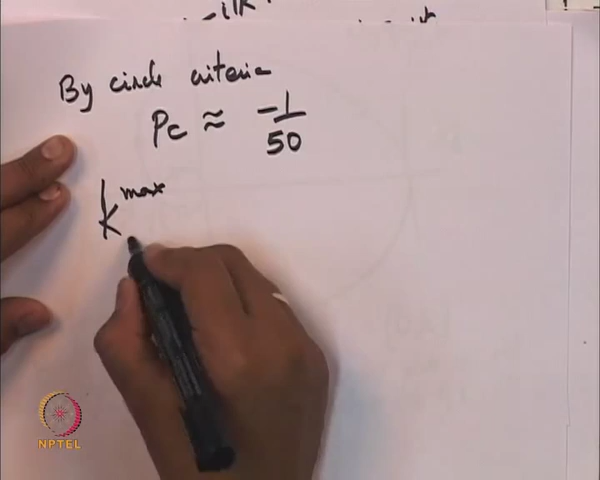 By circle criteria
Pc ≈ -1/50
K^max
NPTEL